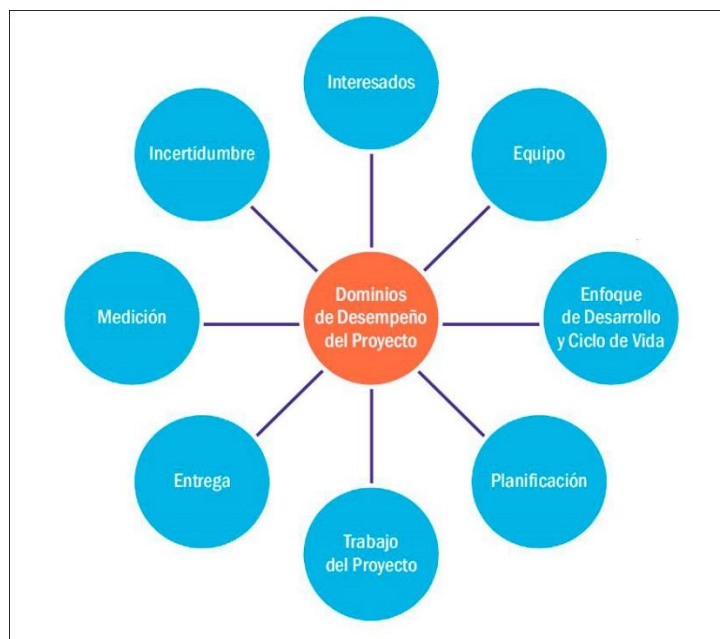 Interesados
Incertidumbre
Equipo
Dominios
de Desempeño
del Proyecto
Medición
Enfoque
de Desarrollo
y Ciclo de Vida
Entrega
Planificación
Trabajo
del Proyecto